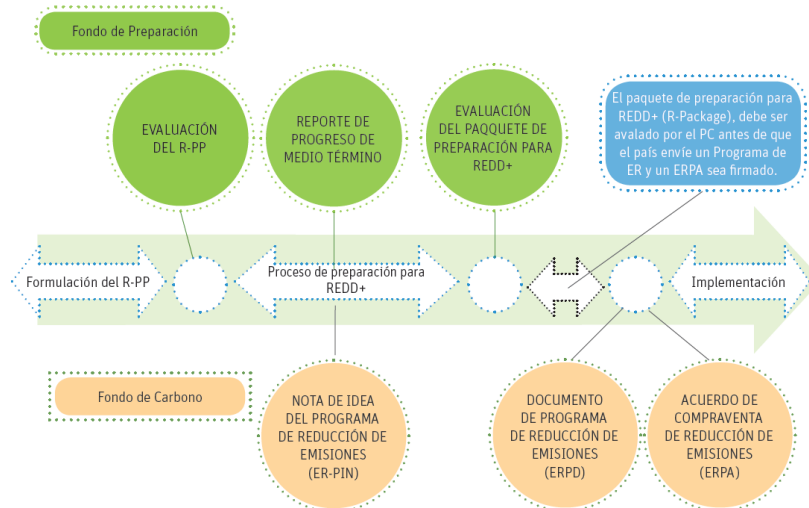 Fondo de Preparación
EVALUACIÓN
DEL R-PP
REPORTE DE
PROGRESO DE
MEDIO TÉRMINO
EVALUACIÓN
DEL PAQQUETE DE
PREPARACIÓN PARA
REDD+
El paquete de preparación para
REDD+ (R-Package), debe ser
avalado por el PC antes de que
el país envíe un Programa de
ER y un ERPA sea firmado.
Formulación del R-PP
Proceso de preparación para
REDD+
Implementación
Fondo de Carbono
NOTA DE IDEA
DEL PROGRAMA
DE REDUCCIÓN DE
EMISIONES
(ER-PIN)
DOCUMENTO
DE PROGRAMA
DE REDUCCIÓN DE
EMISIONES
(ERPD)
ACUERDO DE
COMPRAVENTA
DE REDUCCIÓN DE
EMISIONES
(ERPA)